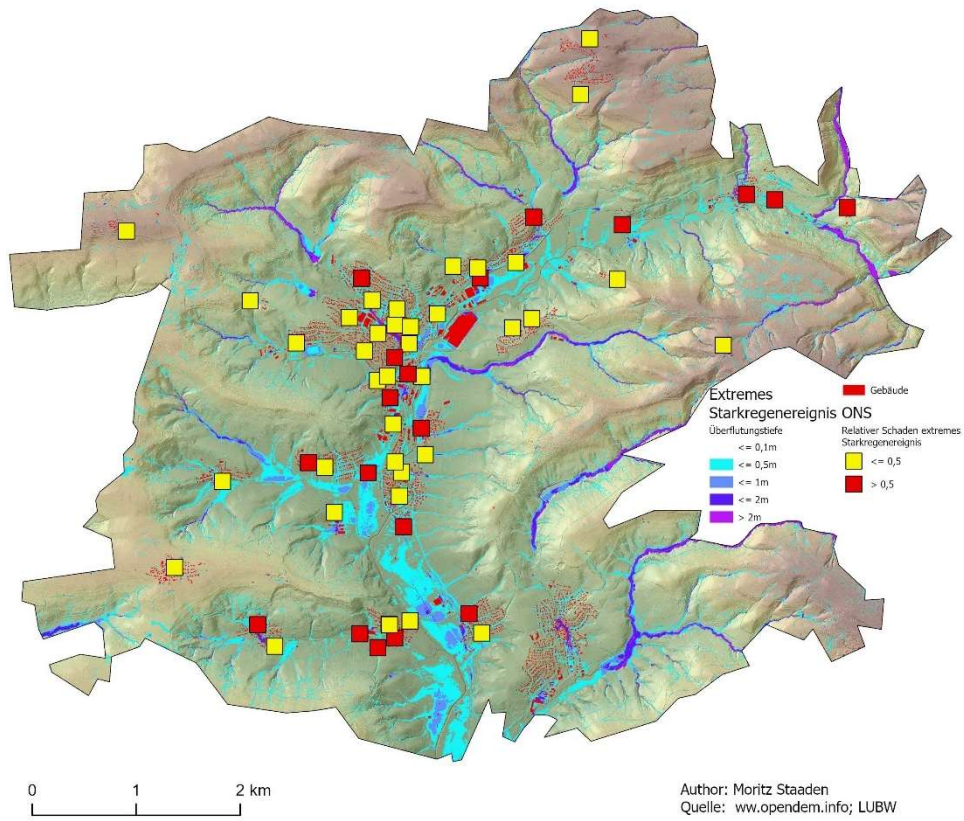 Extremes
Starkregenereignis
Überflutungstiefe
<= 0,1m
<= 0,5m
<= 1m
<= 2m
> 2m
Gebäude
ONS
Relativer Schaden extremes
Starkregenereignis
<= 0,5
> 0,5
0 1 2 km
Author: Moritz Staaden
Quelle: ww.opendem.info; LUBW